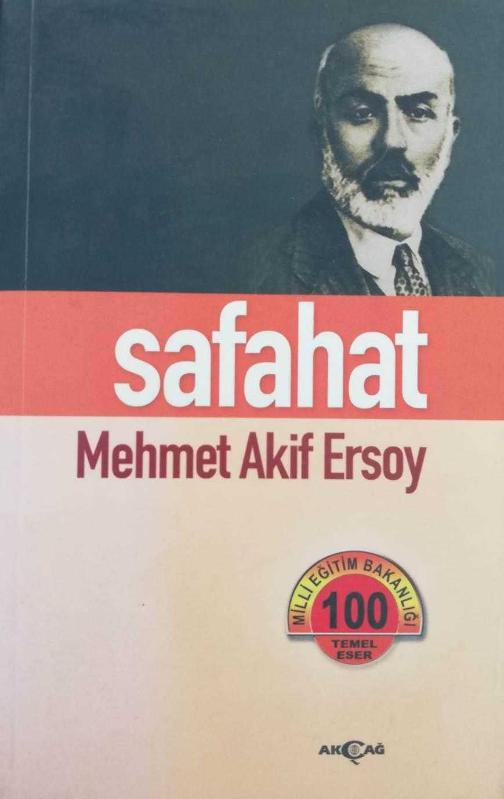 safahat
Mehmet Akif Ersoy
MİLLİ EĞİTİM BAKANLIĞI
100
TEMEL
ESER
AKÇAĞ